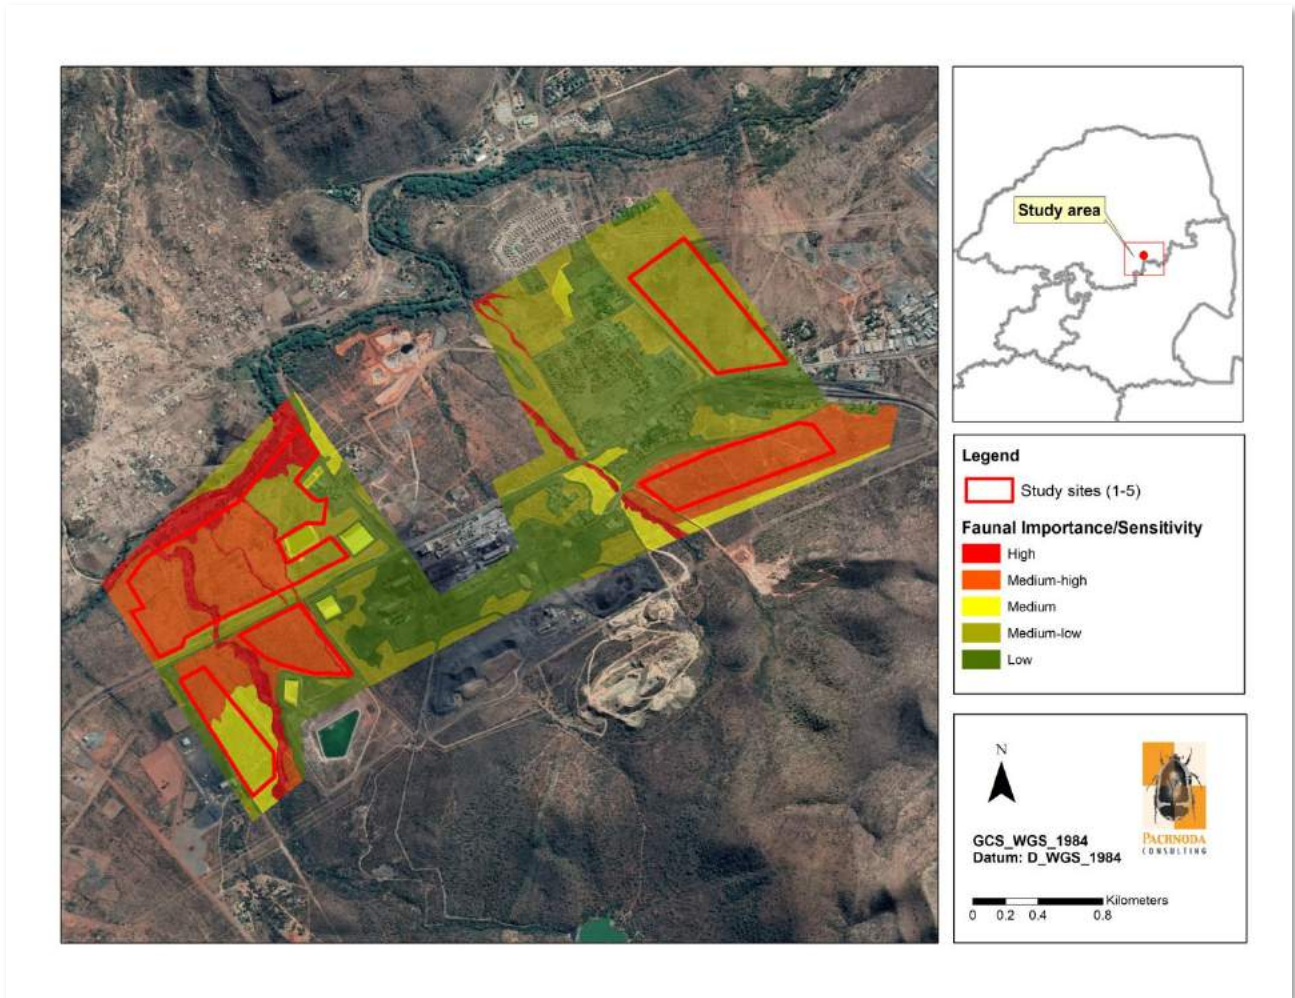 Study area
Legend
Study sites (1-5)
Faunal Importance/Sensitivity
High
Medium-high
Medium
Medium-low
Low
N
GCS_WGS_1984
Datum: D_WGS_1984
PACHNODA
CONSULTING
Kilometers
0 0.2 0.4 0.8